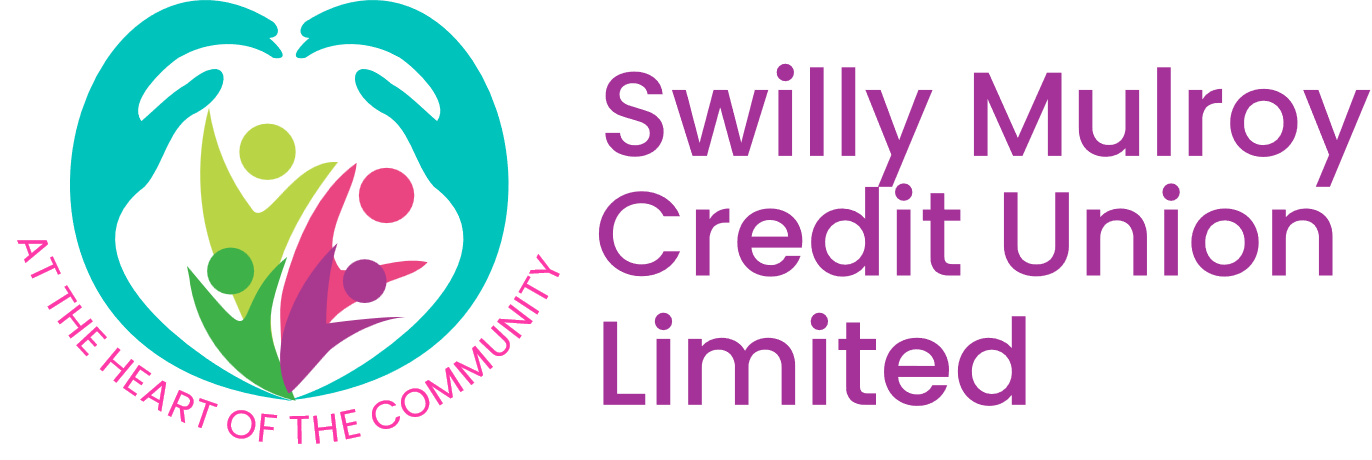 AT THE HEART OF THE COMMUNITY
Swilly Mulroy
Credit Union
Limited